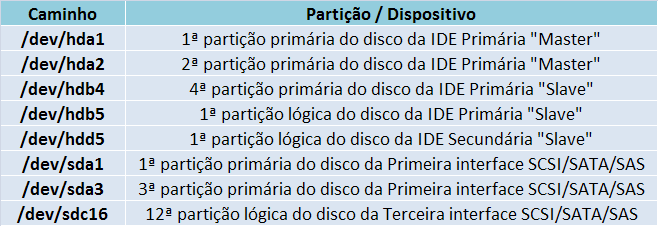 Caminho Partição / Dispositivo
/dev/hda1 1ª partição primária do disco da IDE Primária "Master"
/dev/hda2 2ª partição primária do disco da IDE Primária "Master"
/dev/hdb4 4ª partição primária do disco da IDE Primária "Slave"
/dev/hdb5 1ª partição lógica do disco da IDE Primária "Slave"
/dev/hdd5 1ª partição lógica do disco da IDE Secundária "Slave"
/dev/sda1 1ª partição primária do disco da Primeira interface SCSI/SATA/SAS
/dev/sda3 3ª partição primária do disco da Primeira interface SCSI/SATA/SAS
/dev/sdc16 12ª partição lógica do disco da Terceira interface SCSI/SATA/SAS